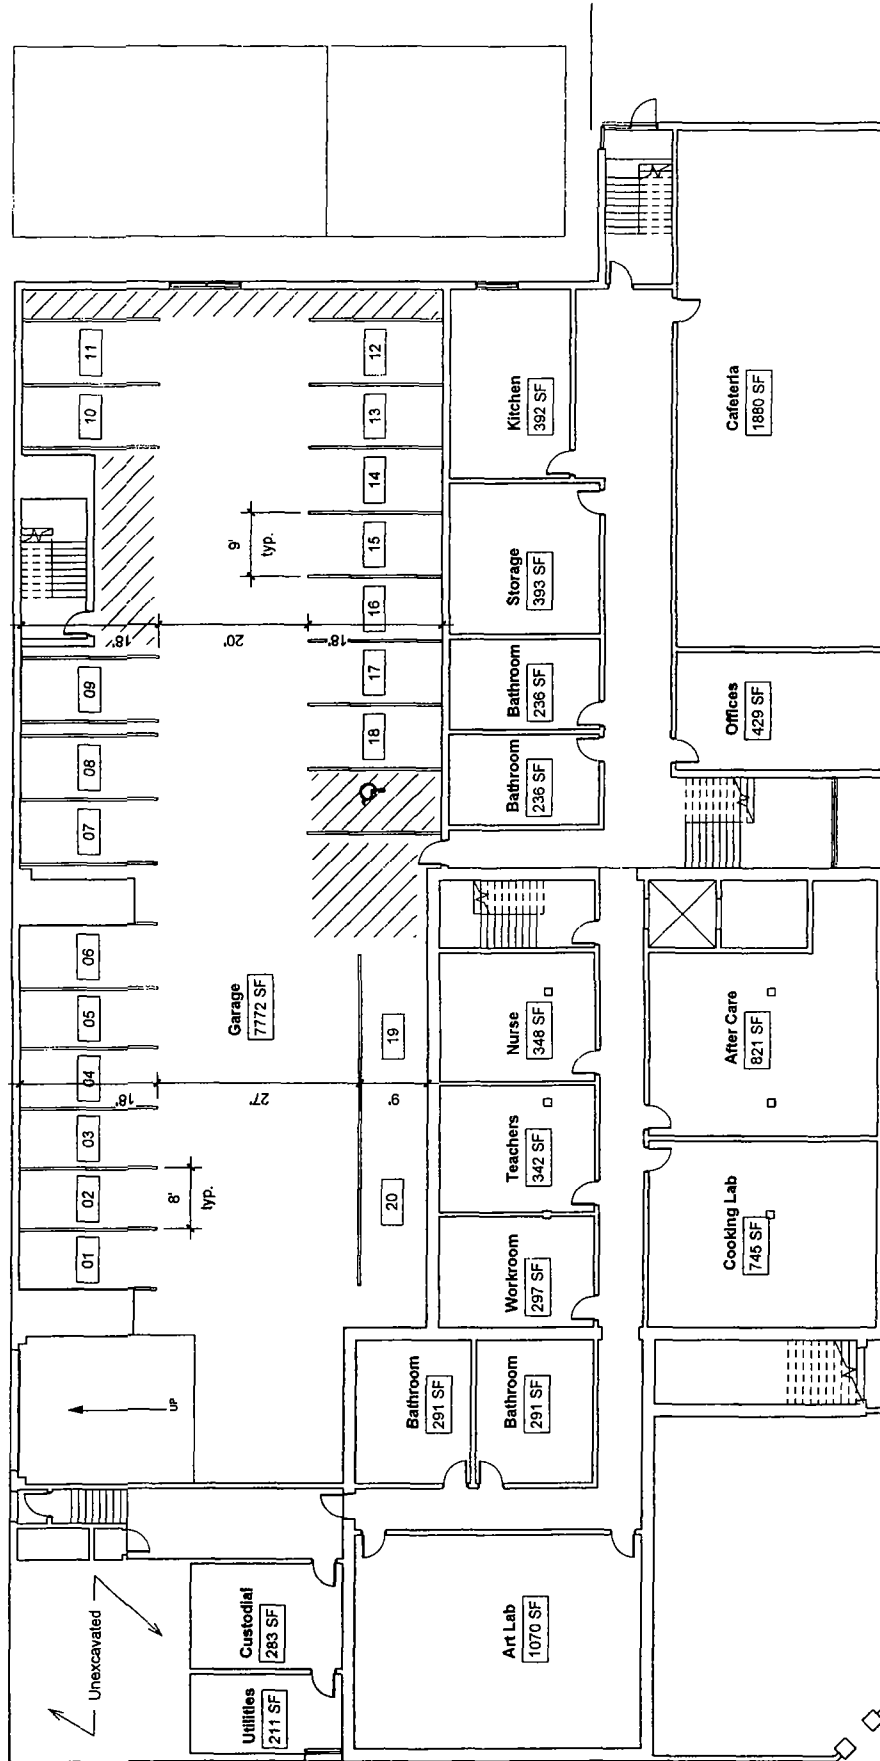 Unexcavated
Utilities
211 SF
Custodial
283 SF
UP
Art Lab
1070 SF
Bathroom
291 SF
Bathroom
291 SF
01
02
03
04
05
06
07
08
09
10
11
8'
typ.
18'
27'
9'
Garage
7772 SF
20
19
18
17
16
15
14
13
12
18'
20'
18'
9'
typ.
Workroom
297 SF
Teachers
342 SF
Nurse
348 SF
Bathroom
236 SF
Bathroom
236 SF
Storage
393 SF
Kitchen
392 SF
Cooking Lab
745 SF
After Care
821 SF
Offices
429 SF
Cafeteria
1880 SF